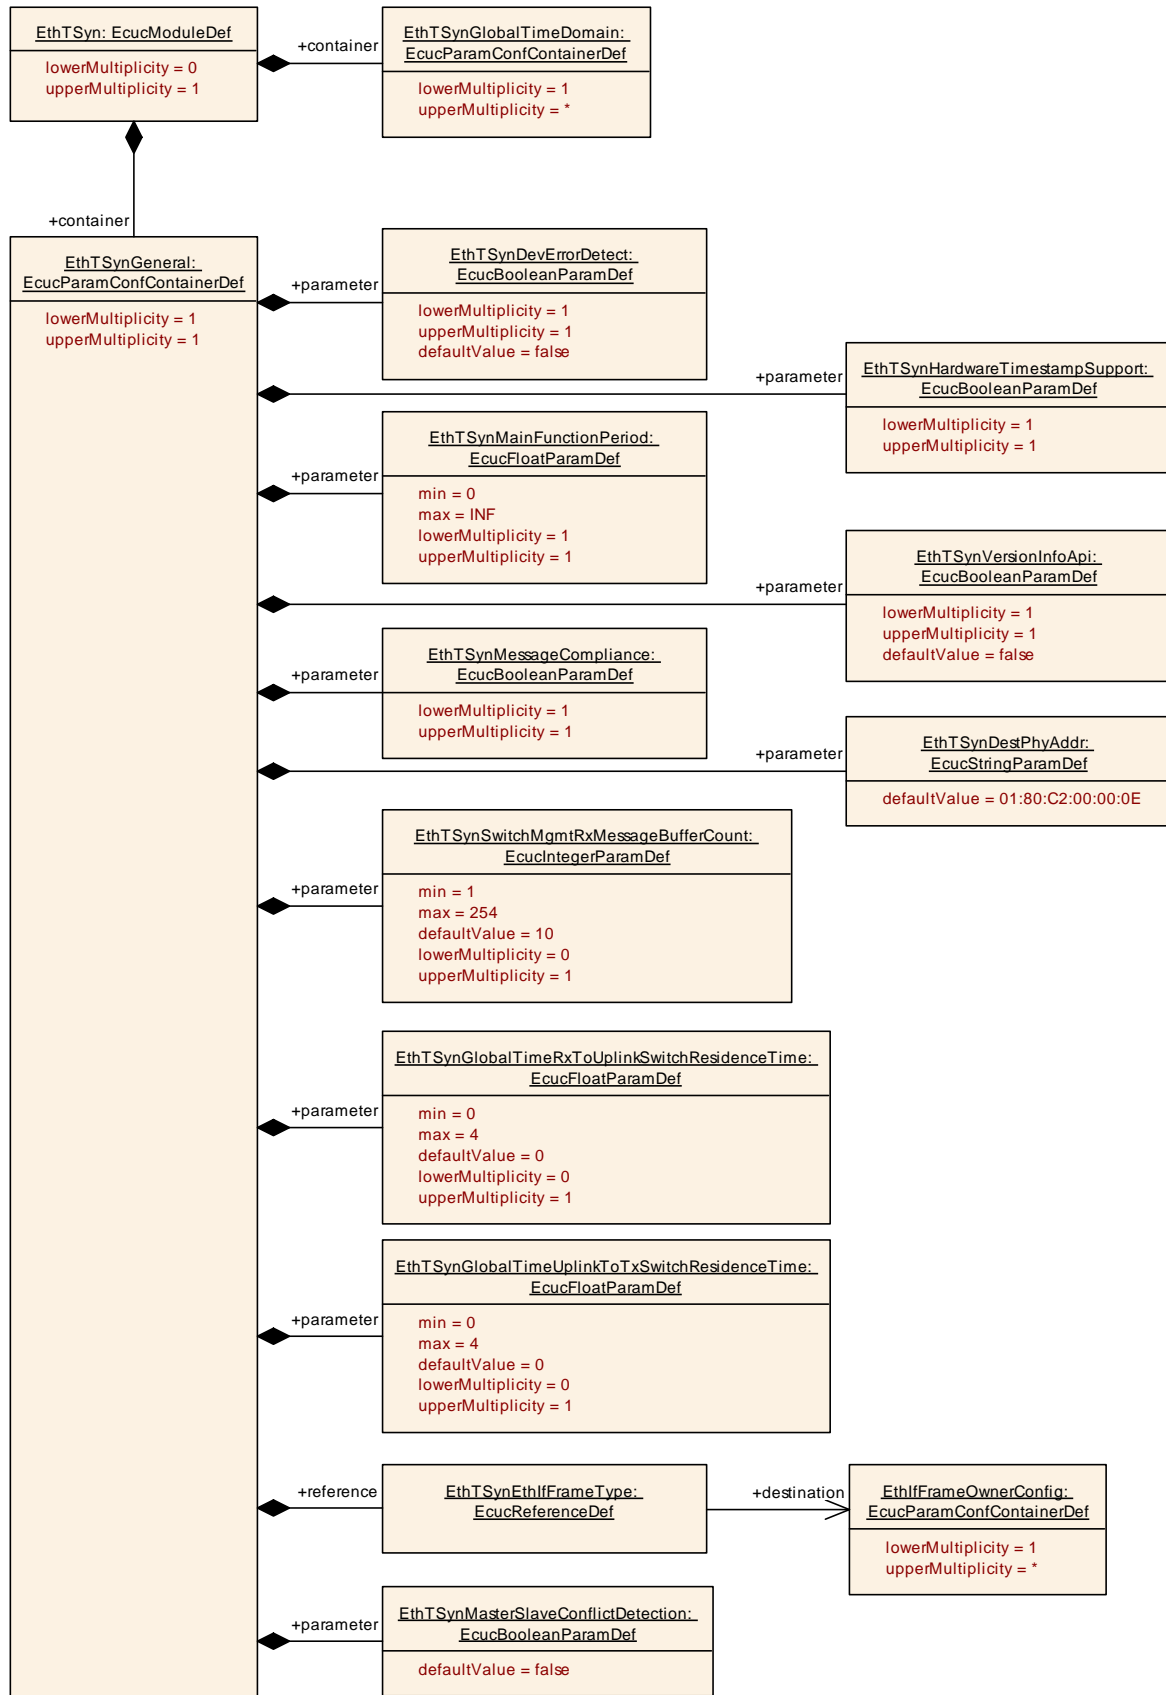 EthTSyn: EcucModuleDef
lowerMultiplicity = 0
upperMultiplicity = 1
+container
EthTSynGlobalTimeDomain:
EcucParamConfContainerDef
lowerMultiplicity = 1
upperMultiplicity = *
+container
EthTSynGeneral:
EcucParamConfContainerDef
lowerMultiplicity = 1
upperMultiplicity = 1
+parameter
EthTSynDevErrorDetect:
EcucBooleanParamDef
lowerMultiplicity = 1
upperMultiplicity = 1
defaultValue = false
+parameter
EthTSynHardwareTimestampSupport:
EcucBooleanParamDef
lowerMultiplicity = 1
upperMultiplicity = 1
+parameter
EthTSynMainFunctionPeriod:
EcucFloatParamDef
min = 0
max = INF
lowerMultiplicity = 1
upperMultiplicity = 1
+parameter
EthTSynVersionInfoApi:
EcucBooleanParamDef
lowerMultiplicity = 1
upperMultiplicity = 1
defaultValue = false
+parameter
EthTSynMessageCompliance:
EcucBooleanParamDef
lowerMultiplicity = 1
upperMultiplicity = 1
+parameter
EthTSynDestPhyAddr:
EcucStringParamDef
defaultValue = 01:80:C2:00:00:0E
+parameter
EthTSynSwitchMgmtRxMessageBufferCount:
EcucIntegerParamDef
min = 1
max = 254
defaultValue = 10
lowerMultiplicity = 0
upperMultiplicity = 1
+parameter
EthTSynGlobalTimeRxToUplinkSwitchResidenceTime:
EcucFloatParamDef
min = 0
max = 4
defaultValue = 0
lowerMultiplicity = 0
upperMultiplicity = 1
+parameter
EthTSynGlobalTimeUplinkToTxSwitchResidenceTime:
EcucFloatParamDef
min = 0
max = 4
defaultValue = 0
lowerMultiplicity = 0
upperMultiplicity = 1
+reference
EthTSynEthIfFrameType:
EcucReferenceDef
+destination
EthIfFrameOwnerConfig:
EcucParamConfContainerDef
lowerMultiplicity = 1
upperMultiplicity = *
+parameter
EthTSynMasterSlaveConflictDetection:
EcucBooleanParamDef
defaultValue = false